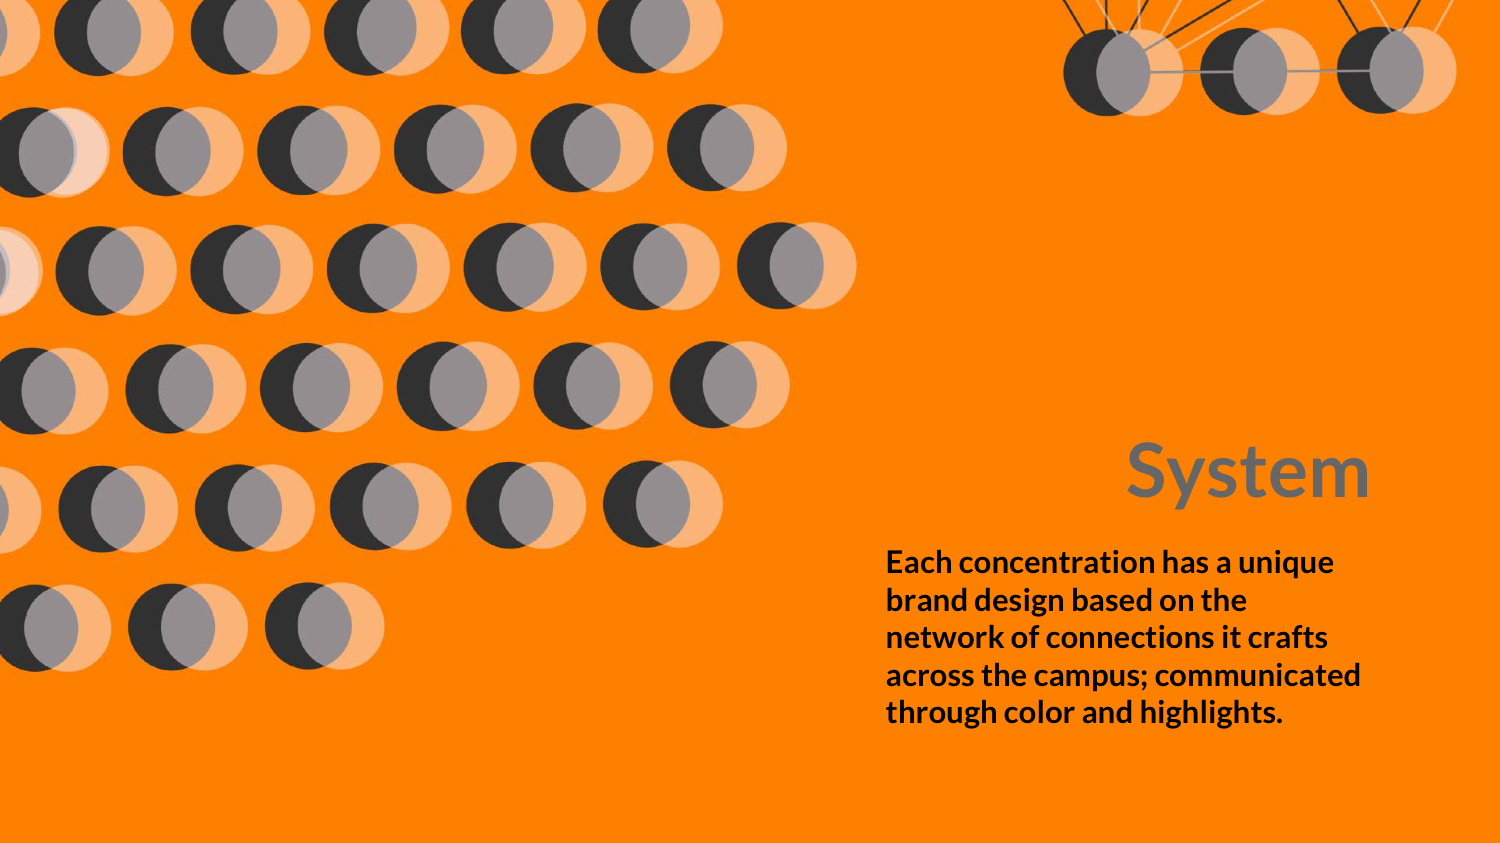 System
Each concentration has a unique
brand design based on the
network of connections it crafts
across the campus; communicated
through color and highlights.